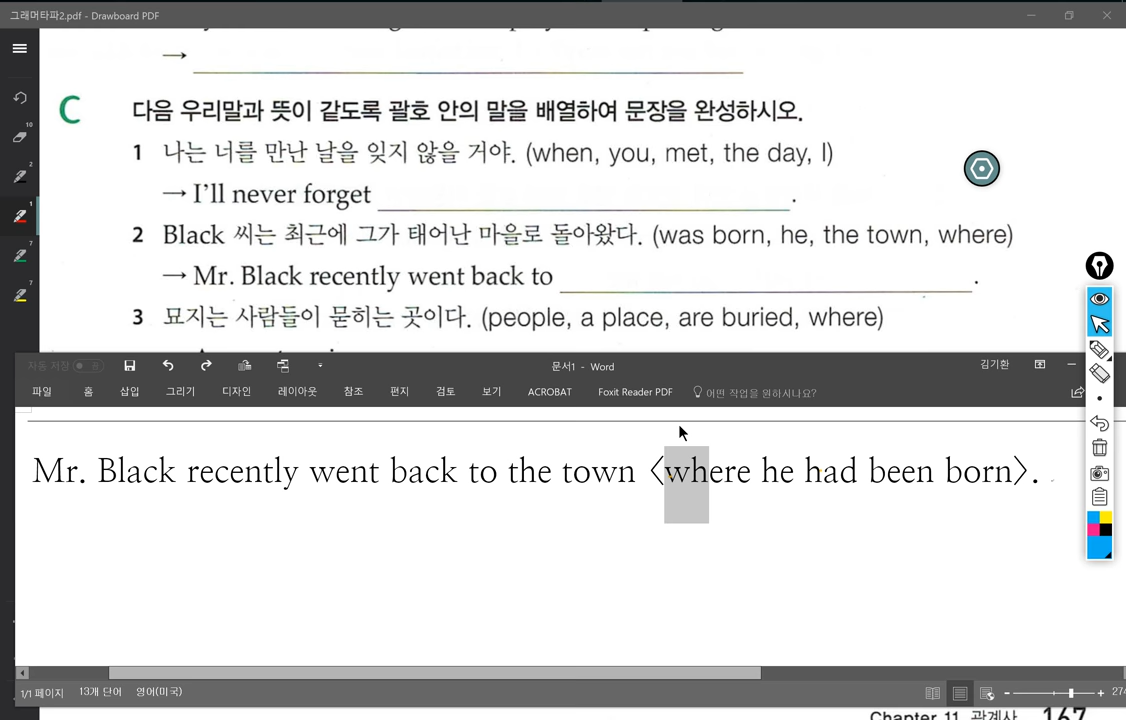 그래머타파2.pdf - Drawboard PDF
→
C 다음 우리말과 뜻이 같도록 괄호 안의 말을 배열하여 문장을 완성하시오.
1 나는 너를 만난 날을 잊지 않을 거야. (when, you, met, the day, I)
→ I'll never forget .
2 Black 씨는 최근에 그가 태어난 마을로 돌아왔다. (was born, he, the town, where)
→ Mr. Black recently went back to .
3 묘지는 사람들이 묻히는 곳이다. (people, a place, are buried, where)
10
2
1
7
7
자동 저장 문서1 - Word 김기환
파일 홈 삽입 그리기 디자인 레이아웃 참조 편지 검토 보기 ACROBAT Foxit Reader PDF 어떤 작업을 원하시나요?
Mr. Black recently went back to the town 〈where he had been born〉.
1/1 페이지 13개 단어 영어(미국) - + 274
Chapter 11 관계사 167